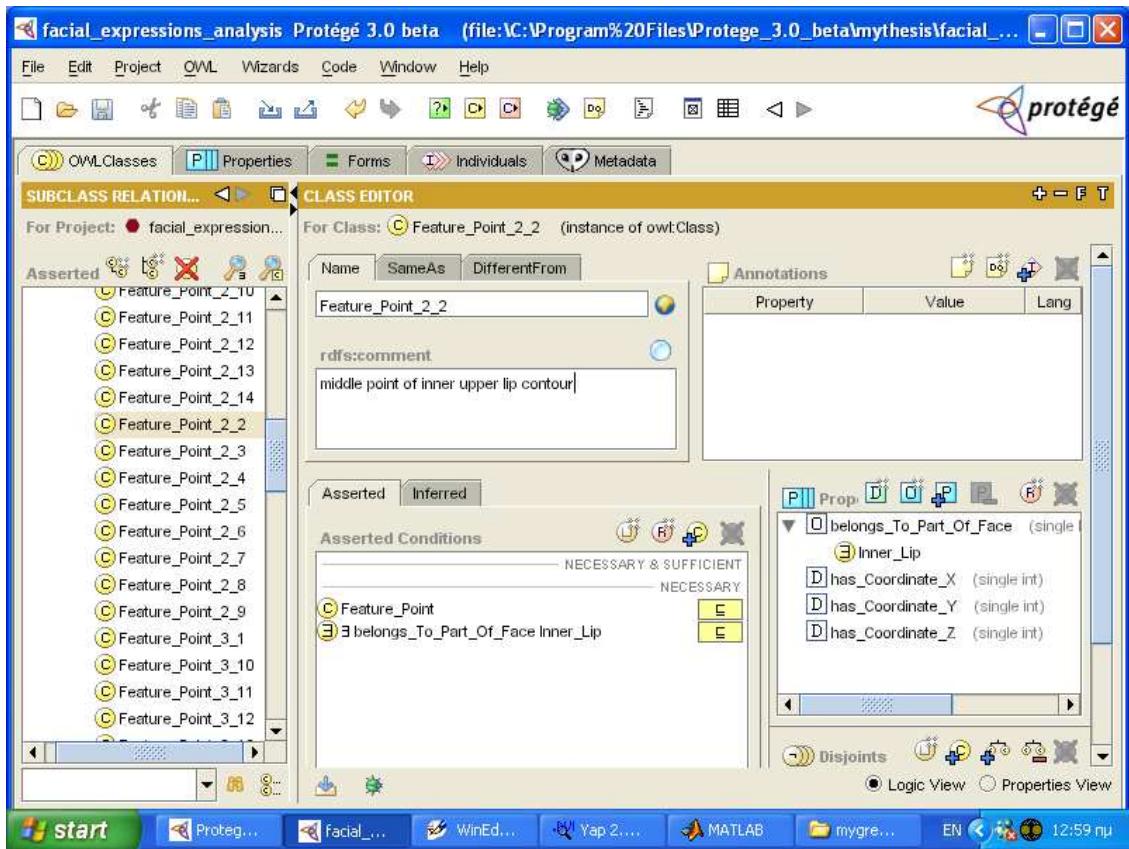 facial_expressions_analysis Protégé 3.0 beta (file:\C:\Program%20Files\Protege_3.0_beta\mythesis\facial_...
File Edit Project OWL Wizards Code Window Help
protégé
OWLClasses Properties Forms Individuals Metadata
SUBCLASS RELATION...
For Project: facial_expression...
Asserted
Feature_Point_2_10
Feature_Point_2_11
Feature_Point_2_12
Feature_Point_2_13
Feature_Point_2_14
Feature_Point_2_2
Feature_Point_2_3
Feature_Point_2_4
Feature_Point_2_5
Feature_Point_2_6
Feature_Point_2_7
Feature_Point_2_8
Feature_Point_2_9
Feature_Point_3_1
Feature_Point_3_10
Feature_Point_3_11
Feature_Point_3_12
CLASS EDITOR
For Class: Feature_Point_2_2 (instance of owl:Class)
Name SameAs DifferentFrom
Feature_Point_2_2
rdfs:comment
middle point of inner upper lip contour
Annotations
Property Value Lang
Asserted Inferred
Asserted Conditions
NECESSARY & SUFFICIENT
NECESSARY
Feature_Point
∃ belongs_To_Part_Of_Face Inner_Lip
belongs_To_Part_Of_Face (single
Inner_Lip
has_Coordinate_X (single int)
has_Coordinate_Y (single int)
has_Coordinate_Z (single int)
Disjoints
Logic View Properties View
start Proteg... facial_... WinEd... Yap 2.... MATLAB mygre... EN 12:59 πμ